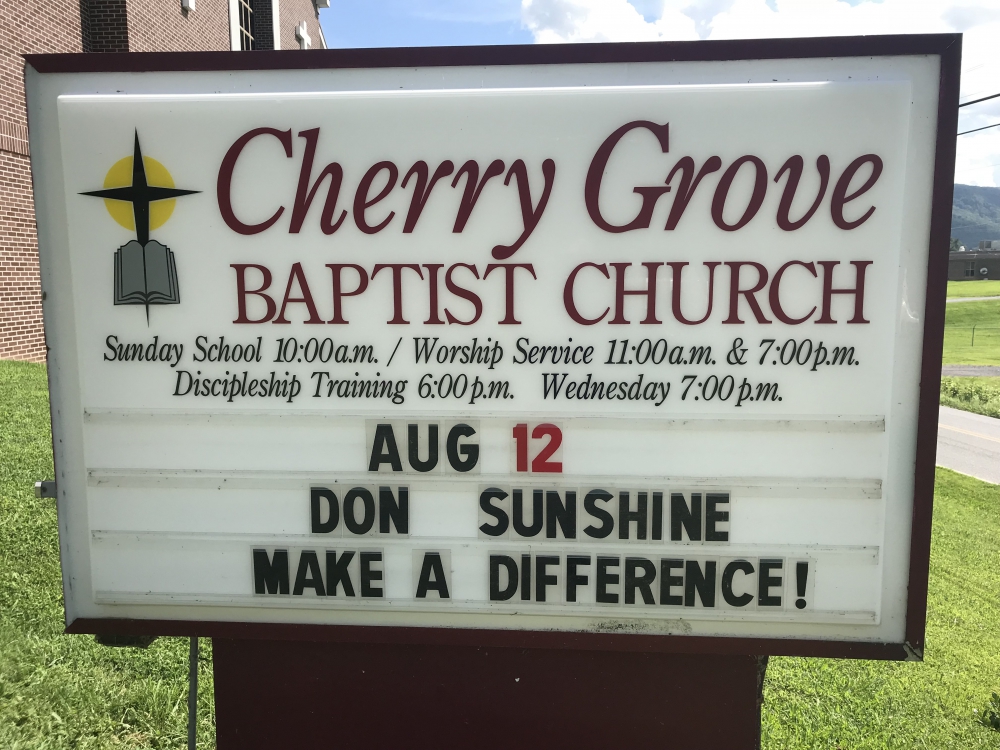 Cherry Grove
BAPTIST CHURCH
Sunday School 10:00a.m. / Worship Service 11:00a.m. & 7:00p.m.
Discipleship Training 6:00p.m. Wednesday 7:00p.m.
AUG 12
DON SUNSHINE
MAKE A DIFFERENCE!